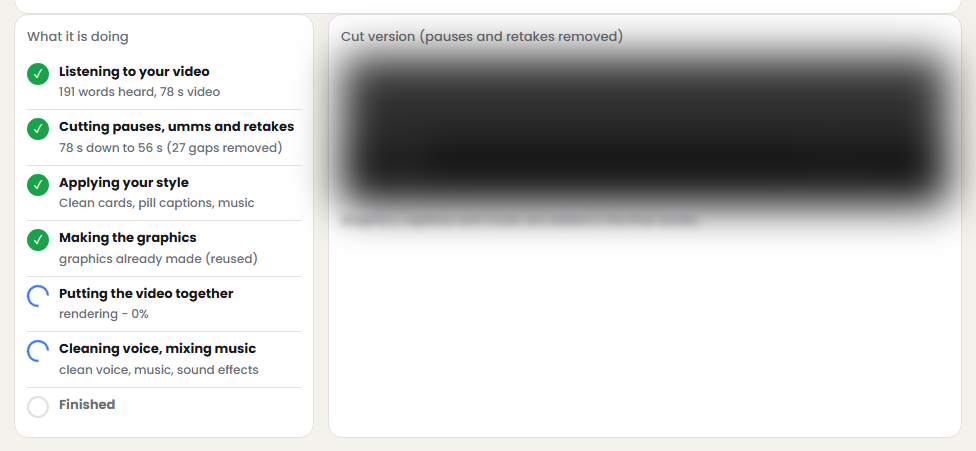 What it is doing
Listening to your video
191 words heard, 78 s video
Cutting pauses, umms and retakes
78 s down to 56 s (27 gaps removed)
Applying your style
Clean cards, pill captions, music
Making the graphics
graphics already made (reused)
Putting the video together
rendering - 0%
Cleaning voice, mixing music
clean voice, music, sound effects
Finished
Cut version (pauses and retakes removed)